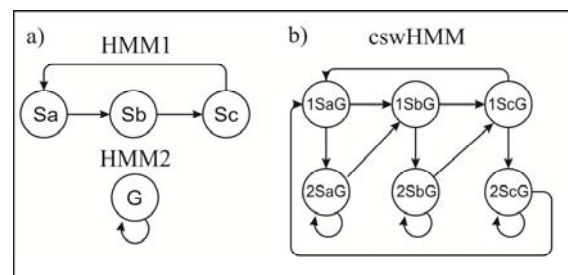 a)
HMM1
Sa Sb Sc
HMM2
G
b)
cswHMM
1SaG 1SbG 1ScG
2SaG 2SbG 2ScG